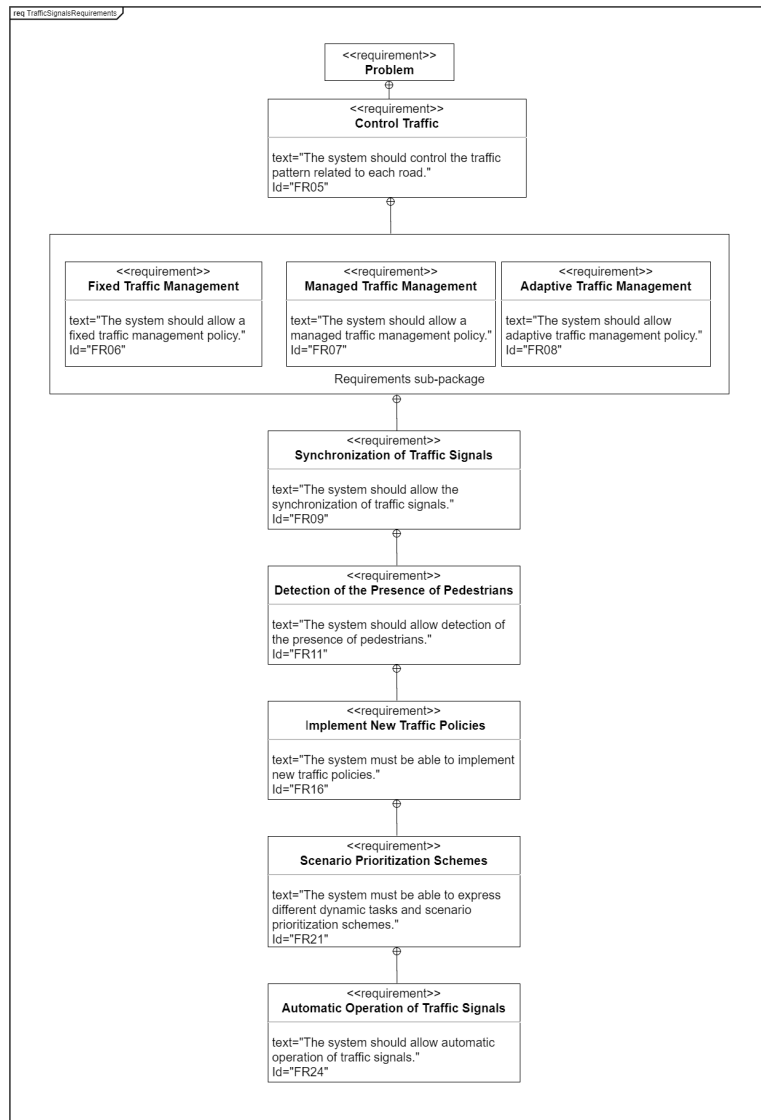 req TrafficSignalsRequirements
<<requirement>>
Problem
<<requirement>>
Control Traffic
text="The system should control the traffic
pattern related to each road."
Id="FR05"
<<requirement>>
Fixed Traffic Management
text="The system should allow a
fixed traffic management policy."
Id="FR06"
<<requirement>>
Managed Traffic Management
text="The system should allow a
managed traffic management policy."
Id="FR07"
<<requirement>>
Adaptive Traffic Management
text="The system should allow
adaptive traffic management policy."
Id="FR08"
Requirements sub-package
<<requirement>>
Synchronization of Traffic Signals
text="The system should allow the
synchronization of traffic signals."
Id="FR09"
<<requirement>>
Detection of the Presence of Pedestrians
text="The system should allow detection of
the presence of pedestrians."
Id="FR11"
<<requirement>>
Implement New Traffic Policies
text="The system must be able to implement
new traffic policies."
Id="FR16"
<<requirement>>
Scenario Prioritization Schemes
text="The system must be able to express
different dynamic tasks and scenario
prioritization schemes."
Id="FR21"
<<requirement>>
Automatic Operation of Traffic Signals
text="The system should allow automatic
operation of traffic signals."
Id="FR24"